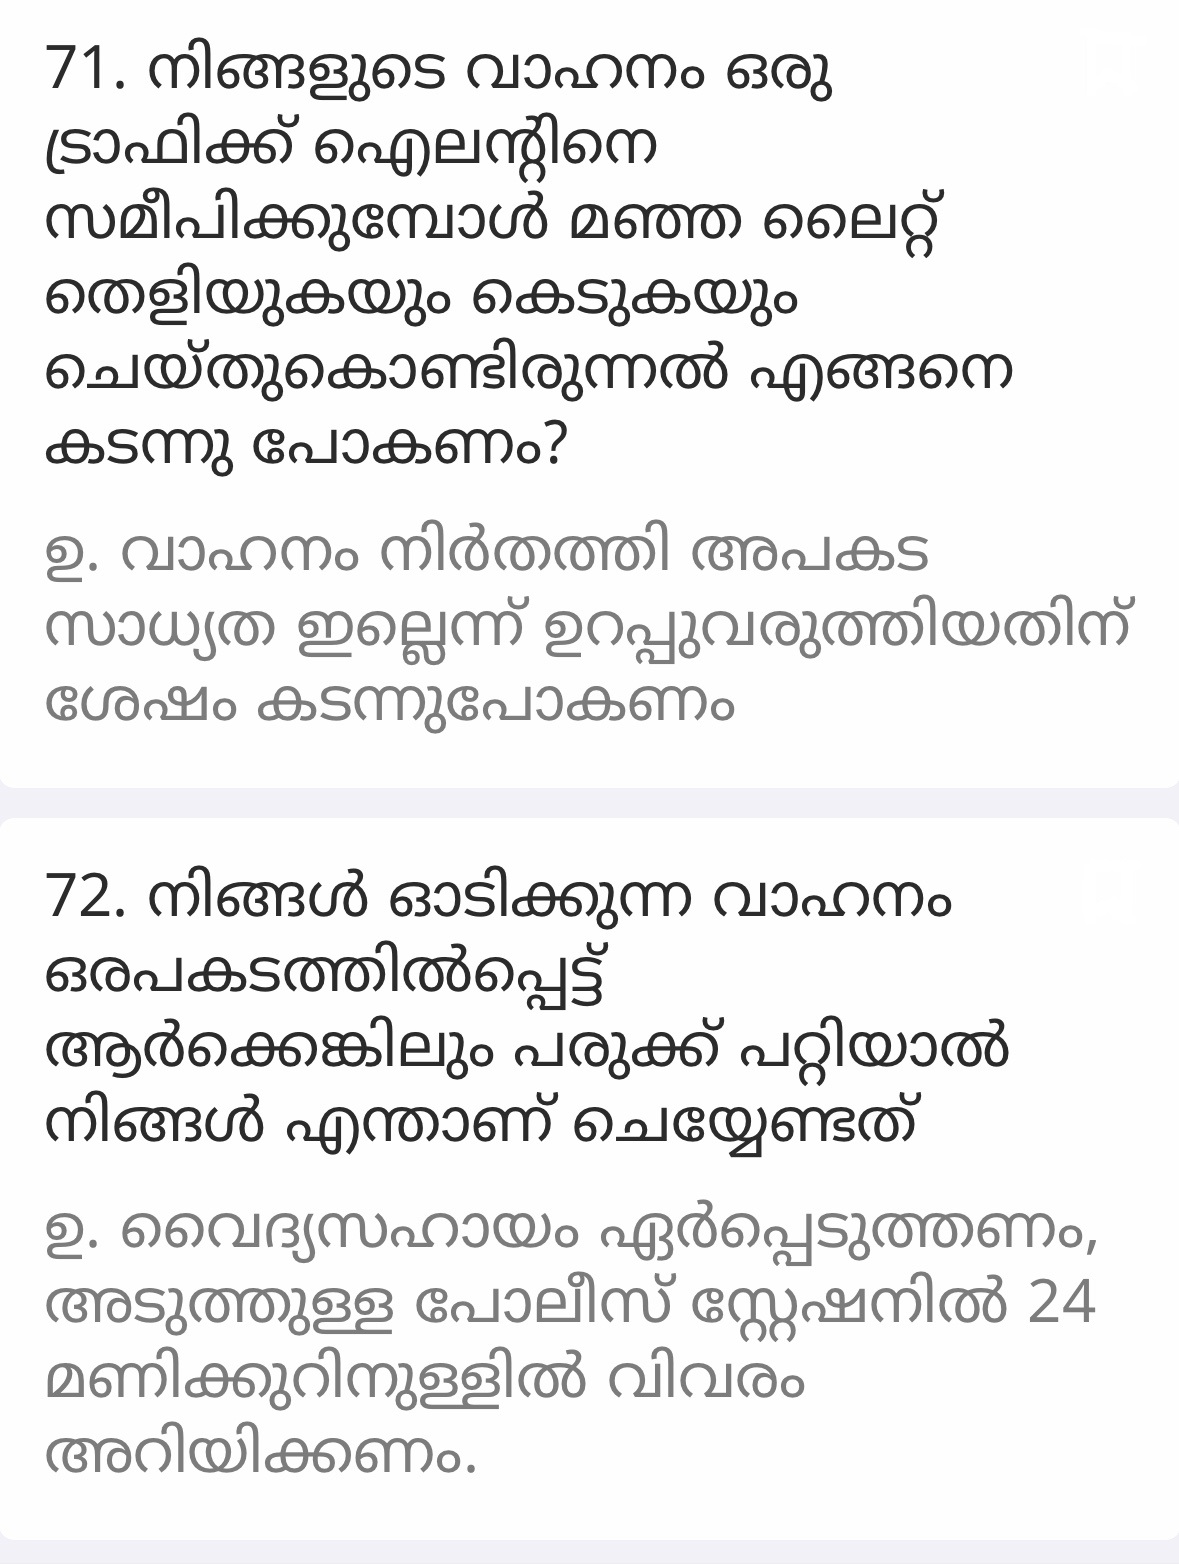 71. നിങ്ങളുടെ വാഹനം ഒരു
ട്രാഫിക്ക് ഐലന്റിനെ
സമീപിക്കുമ്പോൾ മഞ്ഞ ലൈറ്റ്
തെളിയുകയും കെടുകയും
ചെയ്തുകൊണ്ടിരുന്നൽ എങ്ങനെ
കടന്നു പോകണം?
ഉ. വാഹനം നിർതത്തി അപകട
സാധ്യത ഇല്ലെന്ന് ഉറപ്പുവരുത്തിയതിന്
ശേഷം കടന്നുപോകണം
72. നിങ്ങൾ ഓടിക്കുന്ന വാഹനം
ഒരപകടത്തിൽപ്പെട്ട്
ആർക്കെങ്കിലും പരുക്ക് പറ്റിയാൽ
നിങ്ങൾ എന്താണ് ചെയ്യേണ്ടത്
ഉ. വൈദ്യസഹായം ഏർപ്പെടുത്തണം,
അടുത്തുള്ള പോലീസ് സ്റ്റേഷനിൽ 24
മണിക്കുറിനുള്ളിൽ വിവരം
അറിയിക്കണം.